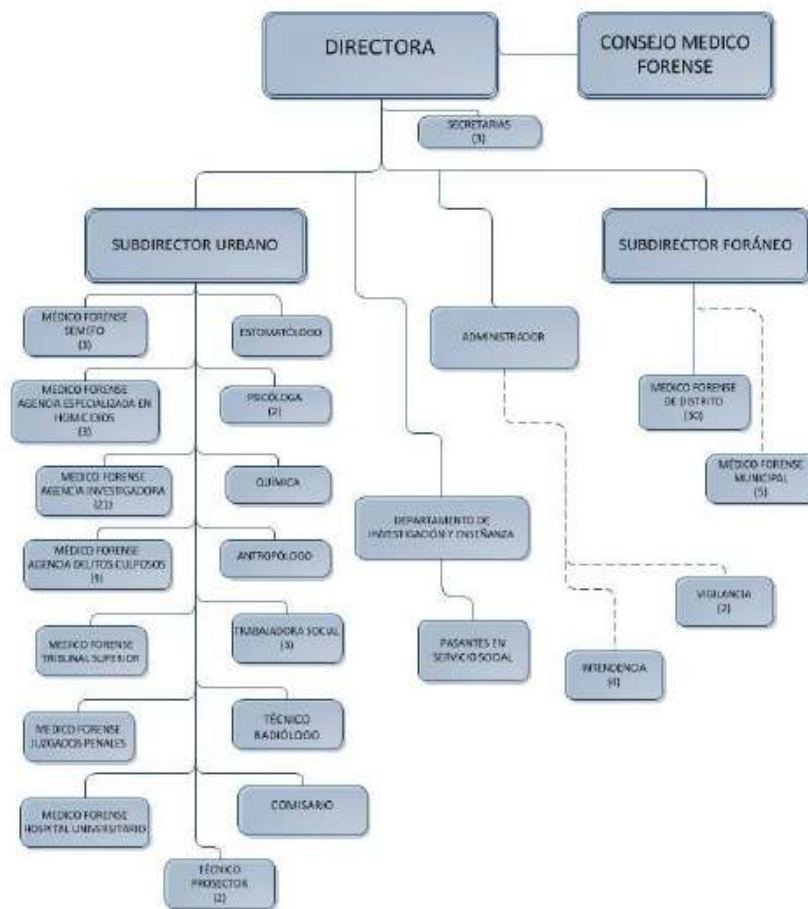 DIRECTORA
CONSEJO MEDICO
FORENSE
SECRETARIAS
(3)
SUBDIRECTOR URBANO
SUBDIRECTOR FORÁNEO
MÉDICO FORENSE
SEMEFO
(3)
ESTOMATÓLOGO
ADMINISTRADOR
MEDICO FORENSE
AGENCIA ESPECIALIZADA EN
HOMICIDIOS
(3)
PSICÓLOGA
(2)
MEDICO FORENSE
DE DISTRITO
(30)
MEDICO FORENSE
AGENCIA INVESTIGADORA
(21)
QUÍMICA
MÉDICO FORENSE
MUNICIPAL
(5)
DEPARTAMENTO DE
INVESTIGACIÓN Y ENSEÑANZA
MÉDICO FORENSE
AGENCIA DELITOS CULPOSOS
ANTROPÓLOGO
VIGILANCIA
(2)
MEDICO FORENSE
TRIBUNAL SUPERIOR
TRABAJADORA SOCIAL
PASANTES EN
SERVICIO SOCIAL
INTENDENCIA
(4)
MEDICO FORENSE
JUZGADOS PENALES
TÉCNICO
RADIÓLOGO
MEDICO FORENSE
HOSPITAL UNIVERSITARIO
COMISARIO
TÉCNICO
PROSECTOR
(2)